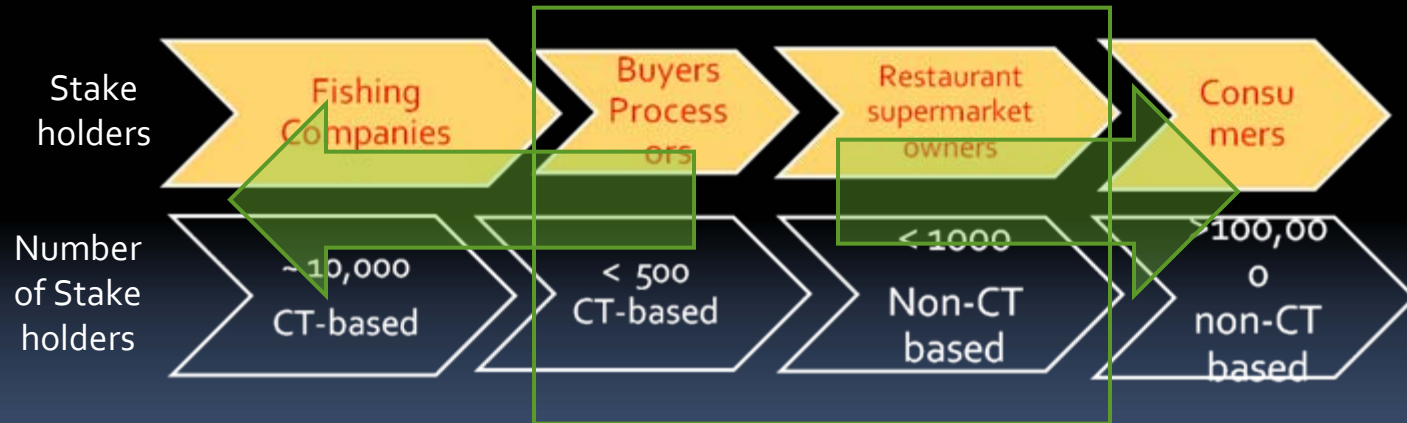 Stake
holders
Fishing
Companies
Buyers
Process
ors
Restaurant
supermarket
owners
Consu
mers
Number
of Stake
holders
~ 10,000
CT-based
< 500
CT-based
< 1000
Non-CT
based
>100,00
0
non-CT
based